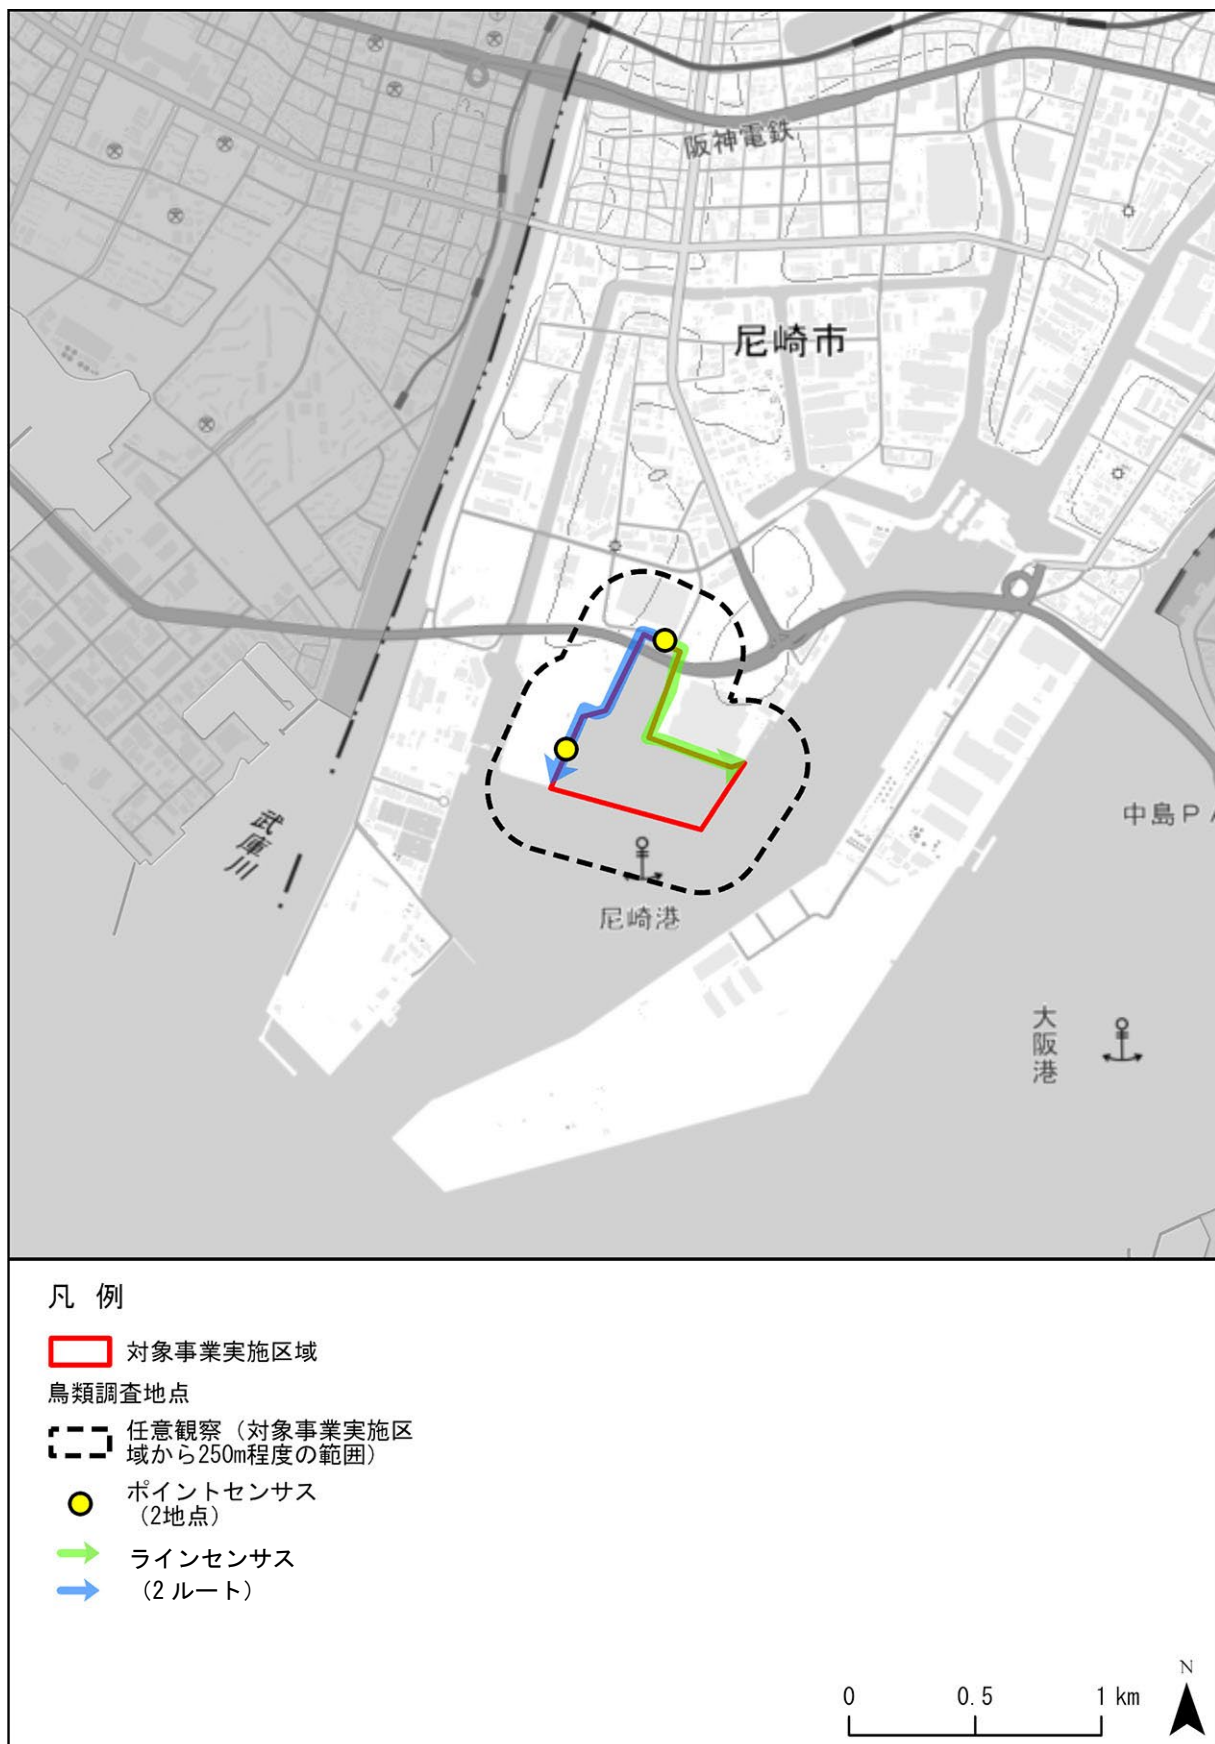 阪神電鉄
尼崎市
武庫川
中島P
尼崎港
大阪港
凡 例
対象事業実施区域
鳥類調査地点
任意観察（対象事業実施区
域から250m程度の範囲）
ポイントセンサス
（2地点）
ラインセンサス
（2 ルート）
N
0 0.5 1 km